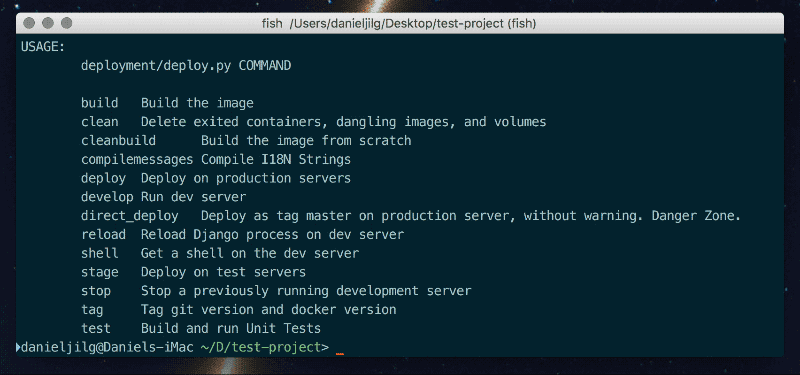 fish /Users/danieljilg/Desktop/test-project (fish)
USAGE:
deployment/deploy.py COMMAND
build Build the image
clean Delete exited containers, dangling images, and volumes
cleanbuild Build the image from scratch
compilemessages Compile I18N Strings
deploy Deploy on production servers
develop Run dev server
direct_deploy Deploy as tag master on production server, without warning. Danger Zone.
reload Reload Django process on dev server
shell Get a shell on the dev server
stage Deploy on test servers
stop Stop a previously running development server
tag Tag git version and docker version
test Build and run Unit Tests
danieljilg@Daniels-iMac ~/D/test-project> _